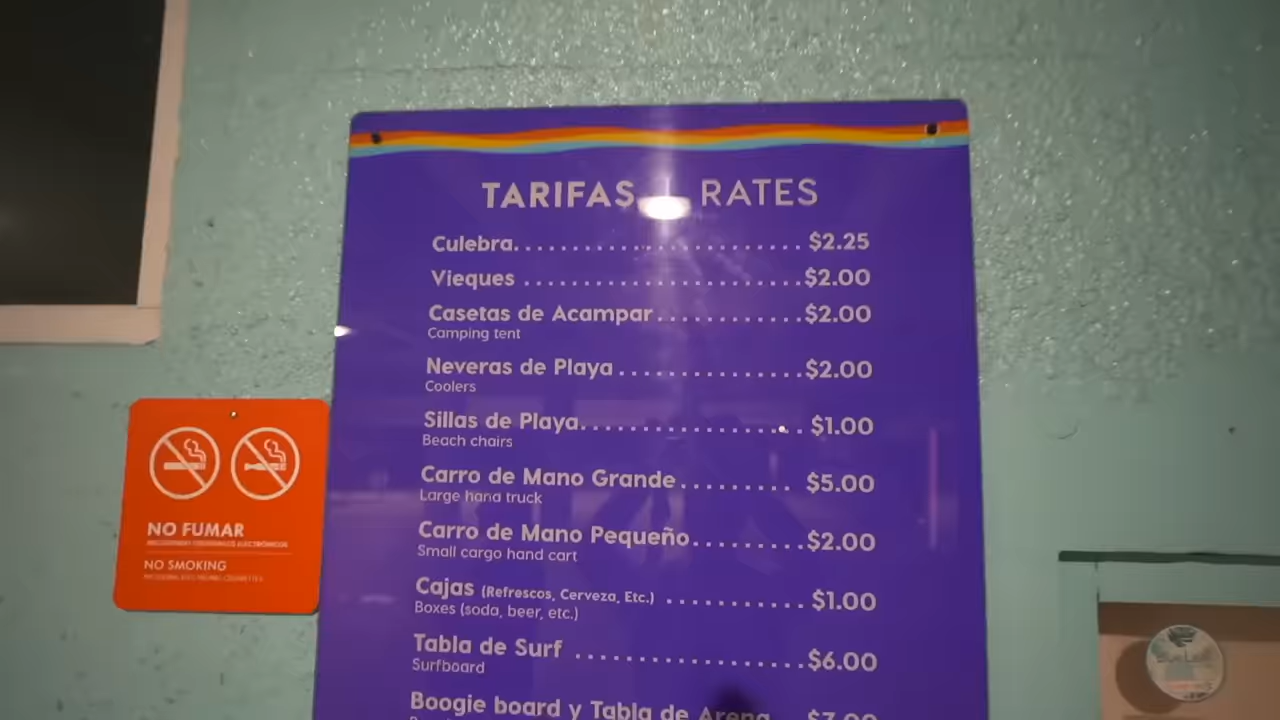 TARIFAS RATES
Culebra. . . . . . . . . . . . . . . . . . . . . . . . . $2.25
Vieques . . . . . . . . . . . . . . . . . . . . . . . . $2.00
Casetas de Acampar. . . . . . . . . . . . $2.00
Camping tent
Neveras de Playa . . . . . . . . . . . . . . . . $2.00
Coolers
Sillas de Playa. . . . . . . . . . . . . . . . . . . $1.00
Beach chairs
Carro de Mano Grande. . . . . . . . . . $5.00
Large hand truck
Carro de Mano Pequeño. . . . . . . . . $2.00
Small cargo hand cart
Cajas (Refrescos, Cerveza, Etc.) . . . . . . . . . . . . $1.00
Boxes (soda, beer, etc.)
Tabla de Surf . . . . . . . . . . . . . . . . . . . . $6.00
Surfboard
Boogie board y Tabla de Arena $7.00
NO FUMAR
NO SMOKING